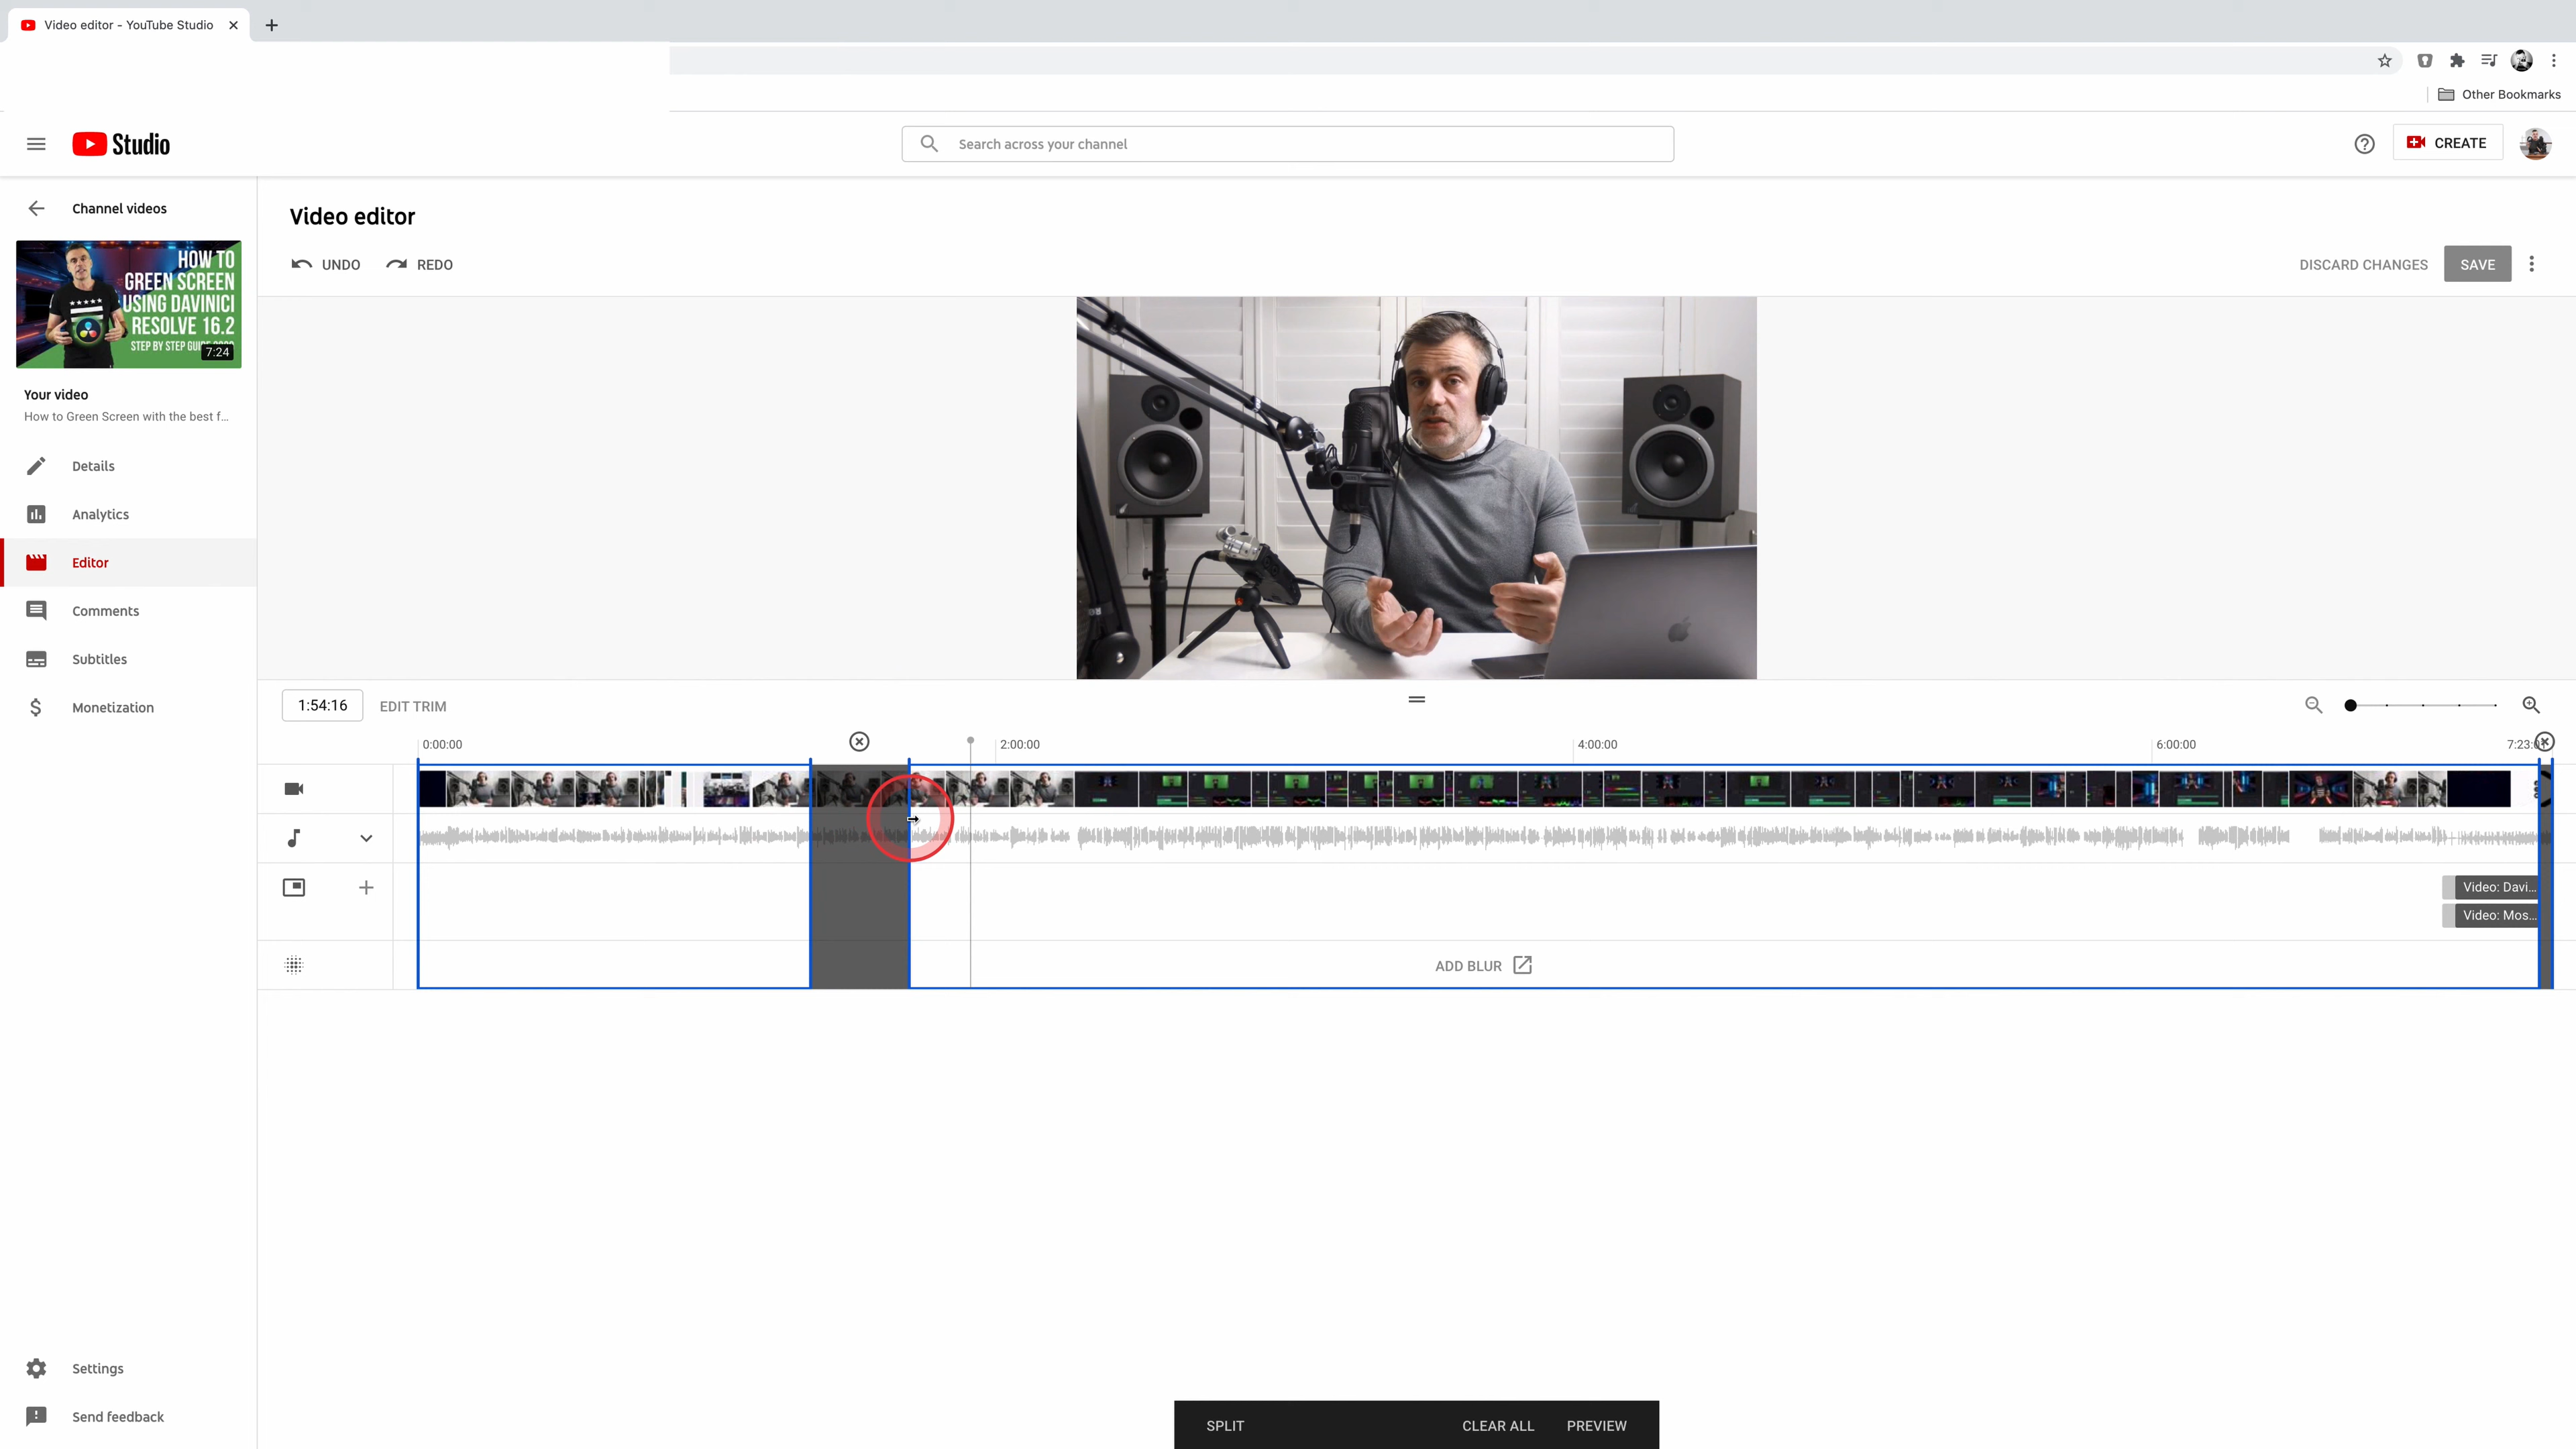 Video editor - YouTube Studio
Other Bookmarks
Studio
Search across your channel
CREATE
Channel videos
HOW TO
GREEN SCREEN
USING DAVINCI
RESOLVE 16.2
7:24
Your video
How to Green Screen with the best f...
Details
Analytics
Editor
Comments
Subtitles
Monetization
Settings
Send feedback
Video editor
UNDO
REDO
DISCARD CHANGES
SAVE
1:54:16
EDIT TRIM
0:00:00
2:00:00
4:00:00
6:00:00
Video: Davi...
Video: Mos...
ADD BLUR
SPLIT
CLEAR ALL
PREVIEW